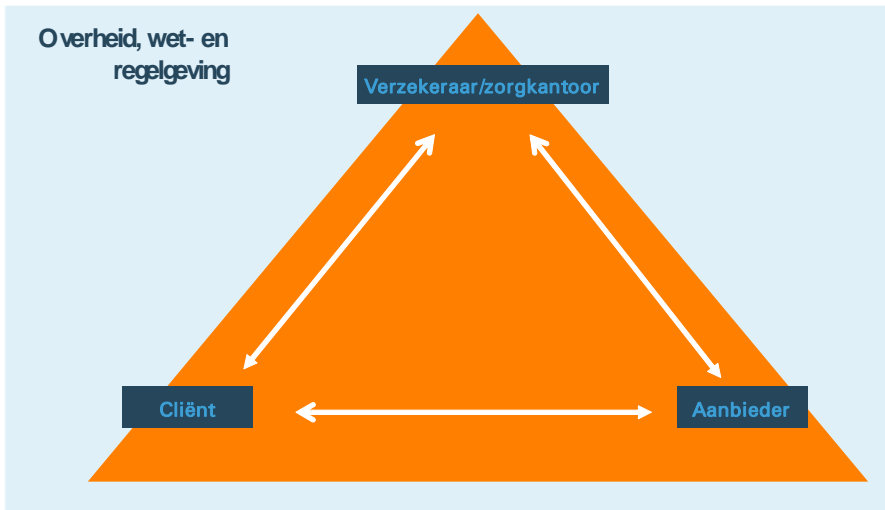 Overheid, wet- en
regelgeving
Verzekeraar/zorgkantoor
Cliënt
Aanbieder